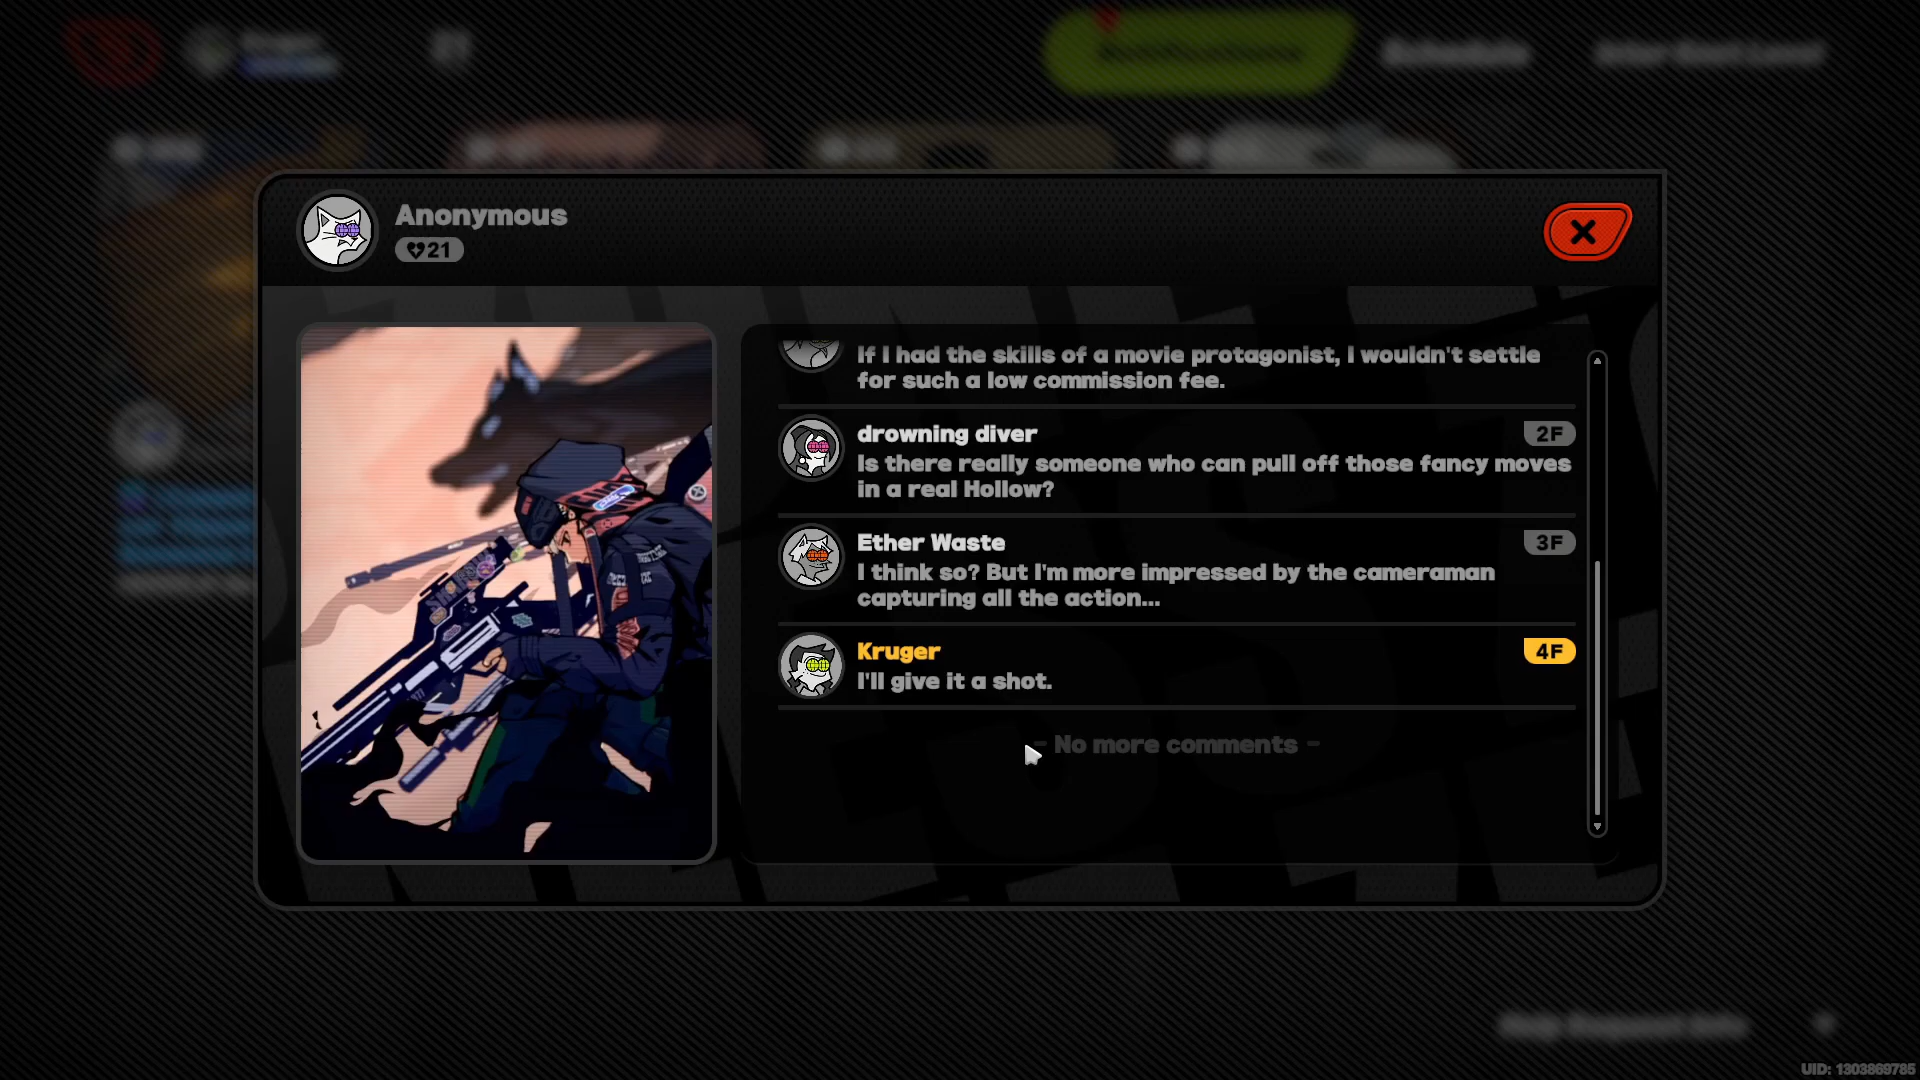 Anonymous
21
If I had the skills of a movie protagonist, I wouldn't settle
for such a low commission fee.
drowning diver
2F
Is there really someone who can pull off those fancy moves
in a real Hollow?
Ether Waste
3F
I think so? But I'm more impressed by the cameraman
capturing all the action...
Kruger
4F
I'll give it a shot.
- No more comments -
UID: 1303869785